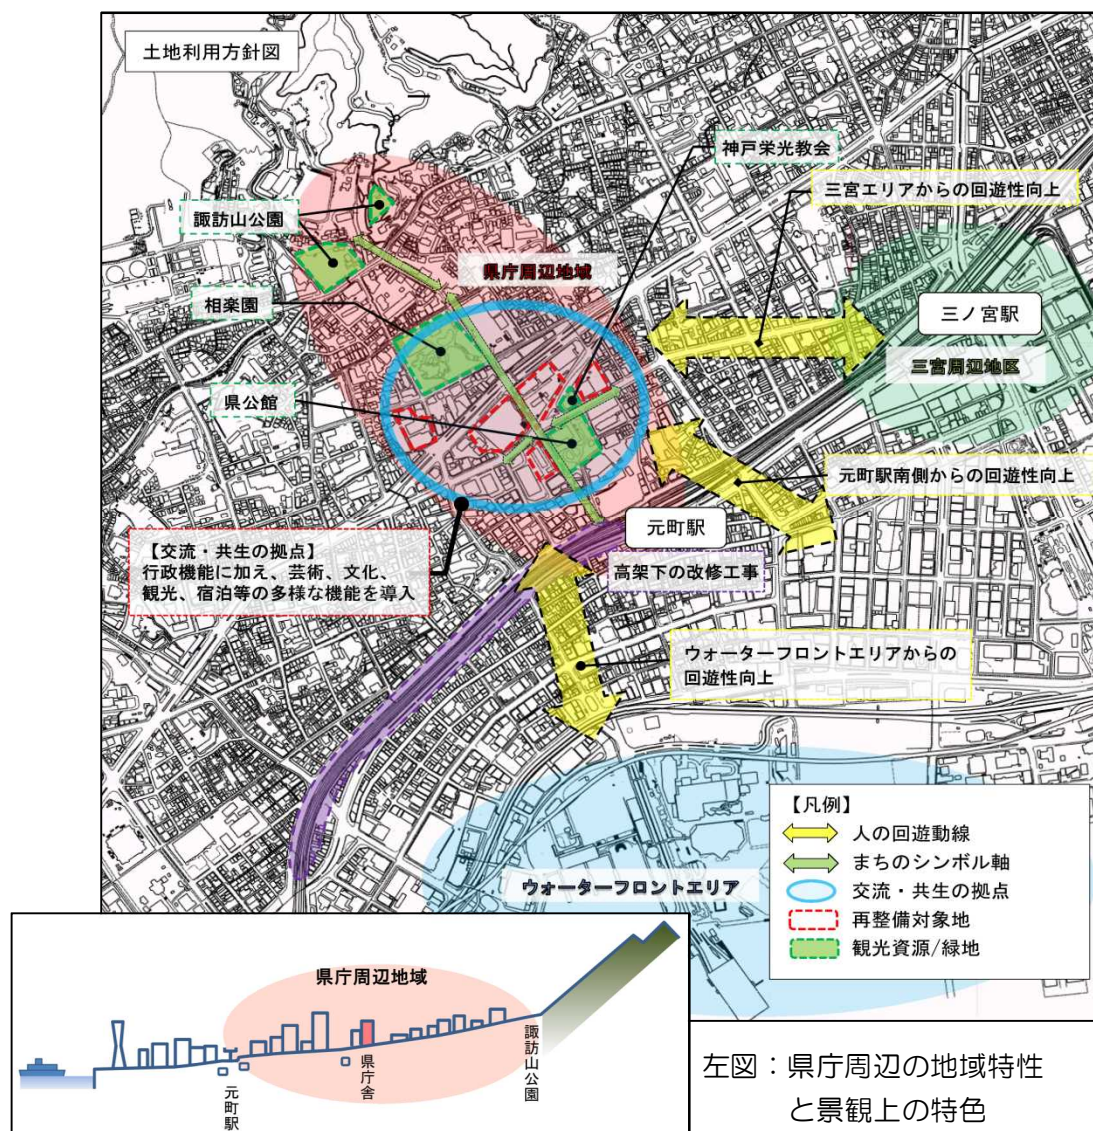 土地利用方針図
神戸栄光教会
三宮エリアからの回遊性向上
諏訪山公園
県庁周辺地域
相楽園
三ノ宮駅
三宮周辺地区
県公館
元町駅南側からの回遊性向上
元町駅
【交流・共生の拠点】
行政機能に加え、芸術、文化、
観光、宿泊等の多様な機能を導入
高架下の改修工事
ウォーターフロントエリアからの
回遊性向上
ウォーターフロントエリア
【凡例】
人の回遊動線
まちのシンボル軸
交流・共生の拠点
再整備対象地
観光資源/緑地
県庁周辺地域
元町駅
県庁舎
諏訪山公園
左図：県庁周辺の地域特性
と景観上の特色